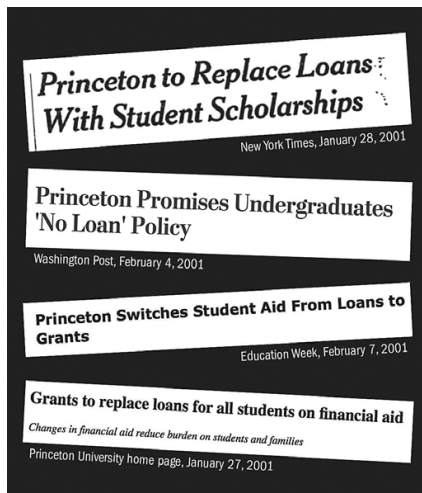 Princeton to Replace Loans
With Student Scholarships
New York Times, January 28, 2001
Princeton Promises Undergraduates
'No Loan' Policy
Washington Post, February 4, 2001
Princeton Switches Student Aid From Loans to
Grants
Education Week, February 7, 2001
Grants to replace loans for all students on financial aid
Changes in financial aid reduce burden on students and families
Princeton University home page, January 27, 2001